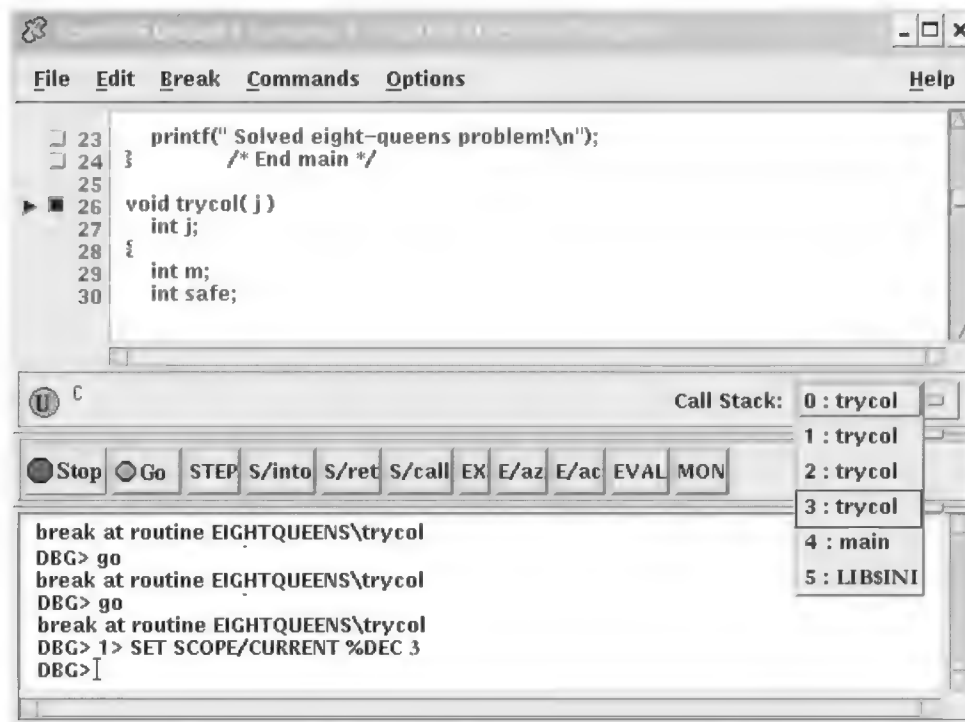 File Edit Break Commands Options Help
23 printf(" Solved eight-queens problem!\n");
24 } /* End main */
25
26 void trycol( j )
27 int j;
28 {
29 int m;
30 int safe;
U C Call Stack: 0 : trycol
1 : trycol
2 : trycol
3 : trycol
4 : main
5 : LIB$INI
Stop Go STEP S/into S/ret S/call EX E/az E/ac EVAL MON
break at routine EIGHTQUEENS\trycol
DBG> go
break at routine EIGHTQUEENS\trycol
DBG> go
break at routine EIGHTQUEENS\trycol
DBG> 1> SET SCOPE/CURRENT %DEC 3
DBG>